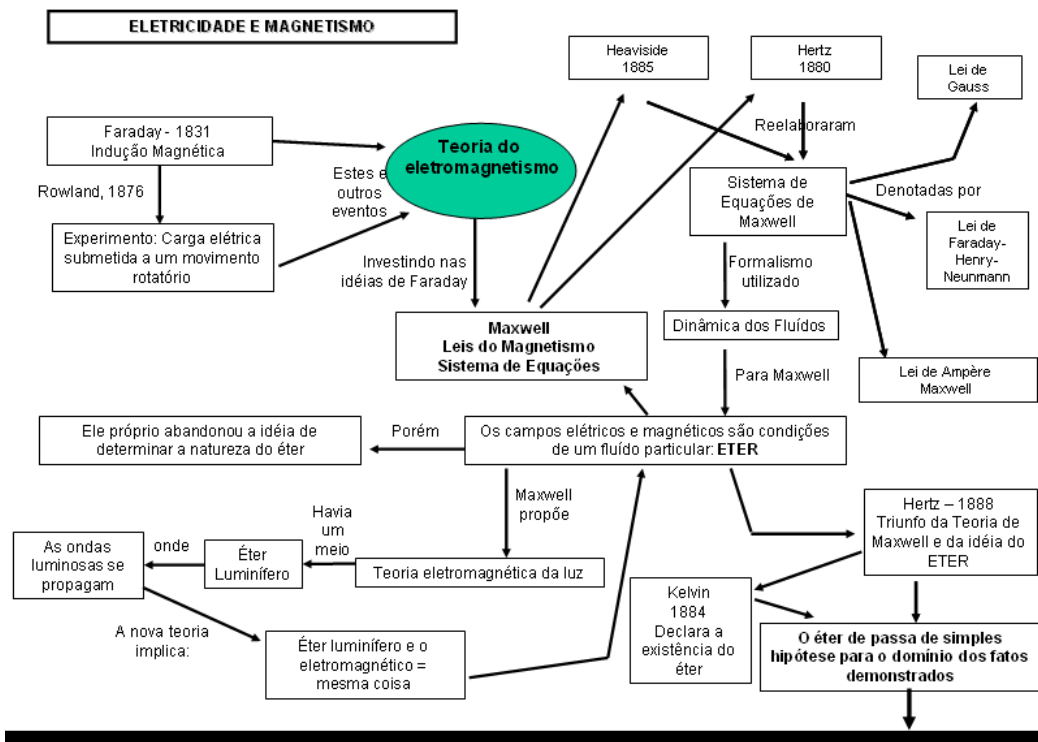 ELETRICIDADE E MAGNETISMO
Heaviside
1885
Hertz
1880
Lei de
Gauss
Faraday - 1831
Indução Magnética
Teoria do
eletromagnetismo
Reelaboraram
Rowland, 1876
Estes e
outros
eventos
Sistema de
Equações de
Maxwell
Denotadas por
Lei de
Faraday-
Henry-
Neunmann
Experimento: Carga elétrica
submetida a um movimento
rotatório
Investindo nas
idéias de Faraday
Formalismo
utilizado
Maxwell
Leis do Magnetismo
Sistema de Equações
Dinâmica dos Fluídos
Para Maxwell
Lei de Ampère
Maxwell
Ele próprio abandonou a idéia de
determinar a natureza do éter
Porém
Os campos elétricos e magnéticos são condições
de um fluído particular: ETER
Maxwell
propõe
Hertz – 1888
Triunfo da Teoria de
Maxwell e da idéia do
ETER
As ondas
luminosas se
propagam
onde
Éter
Luminífero
Havia
um
meio
Teoria eletromagnética da luz
Kelvin
1884
Declara a
existência do
éter
A nova teoria
implica:
Éter luminífero e o
eletromagnético =
mesma coisa
O éter de passa de simples
hipótese para o domínio dos fatos
demonstrados